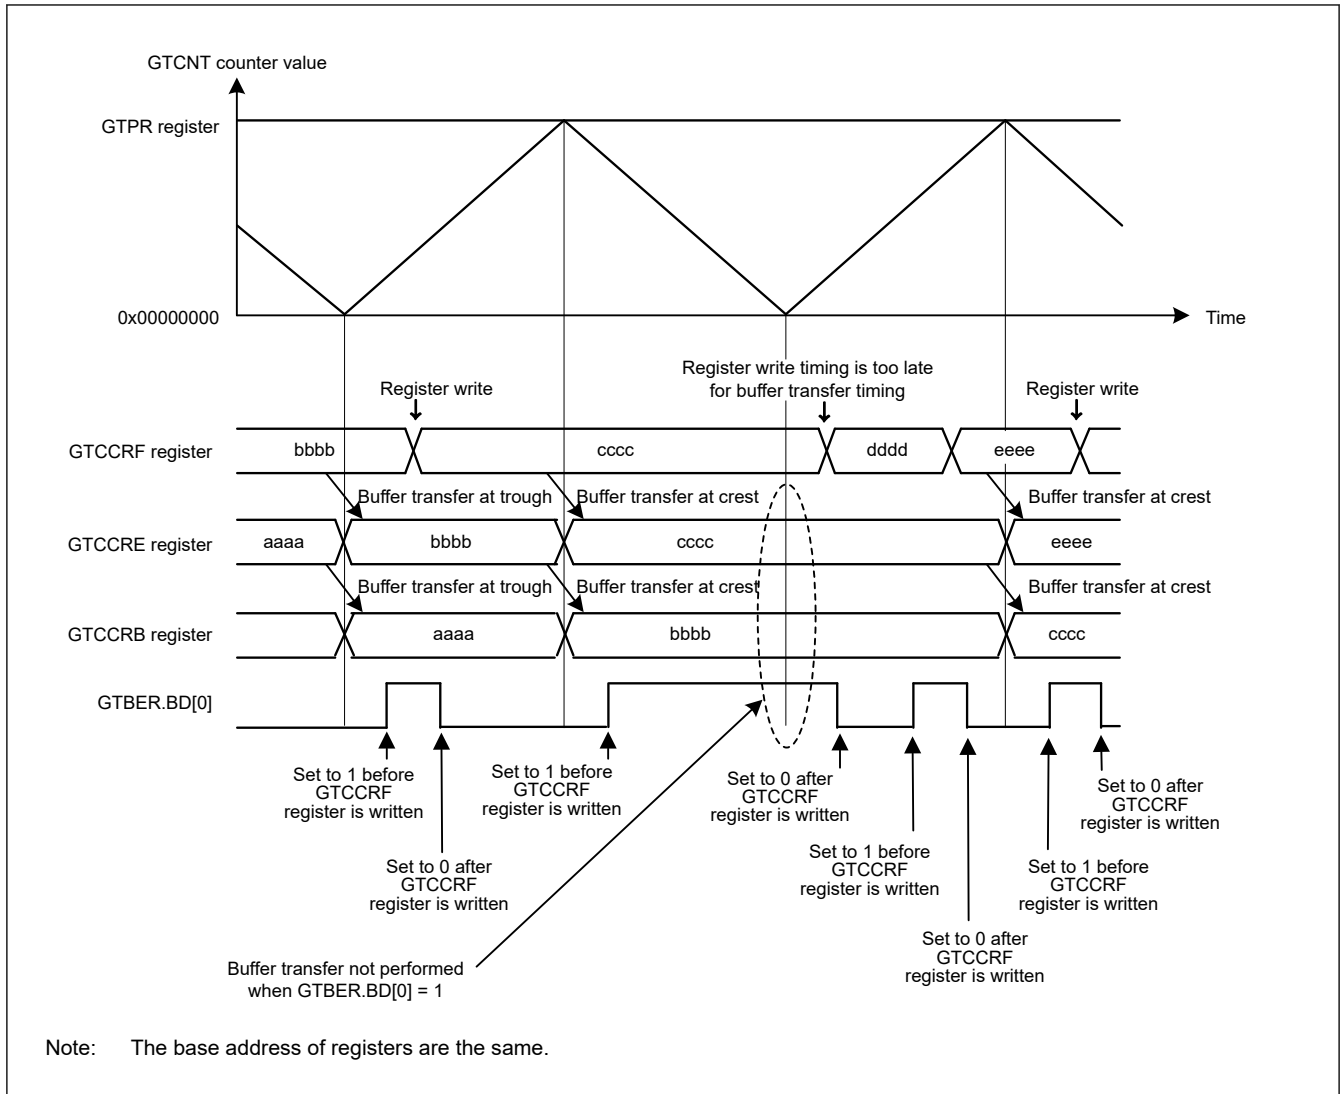 GTCNT counter value
GTPR register
0x00000000
Time
Register write timing is too late
for buffer transfer timing
Register write
Register write
GTCCRF register
bbbb
cccc
dddd
eeee
Buffer transfer at trough
Buffer transfer at crest
Buffer transfer at crest
GTCCRE register
aaaa
bbbb
cccc
eeee
Buffer transfer at trough
Buffer transfer at crest
Buffer transfer at crest
GTCCRB register
aaaa
bbbb
cccc
GTBER.BD[0]
Set to 1 before
GTCCRF
register is written
Set to 0 after
GTCCRF
register is written
Set to 1 before
GTCCRF
register is written
Set to 0 after
GTCCRF
register is written
Set to 1 before
GTCCRF
register is written
Set to 0 after
GTCCRF
register is written
Set to 1 before
GTCCRF
register is written
Set to 0 after
GTCCRF
register is written
Buffer transfer not performed
when GTBER.BD[0] = 1
Note: The base address of registers are the same.